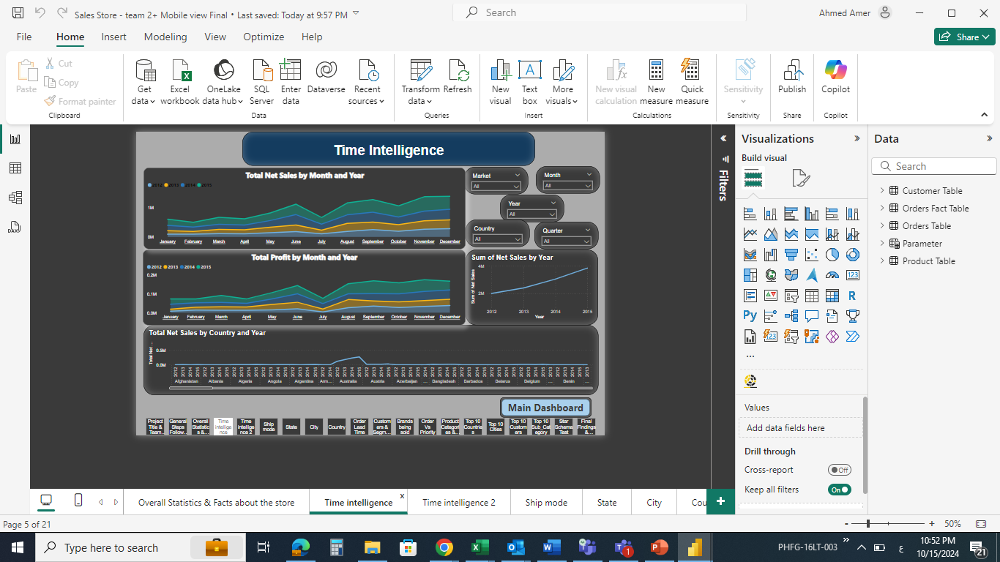 Sales Store - team 2+ Mobile view Final • Last saved: Today at 9:57 PM
Search
Ahmed Amer
File Home Insert Modeling View Optimize Help
Share
Paste
Cut
Copy
Format painter
Clipboard
Get data
Excel workbook
OneLake data hub
SQL Server
Enter data
Dataverse
Recent sources
Data
Transform data
Refresh
Queries
New visual
Text box
More visuals
Insert
New visual calculation
New measure
Quick measure
Calculations
Sensitivity
Sensitivity
Publish
Share
Copilot
Copilot
Time Intelligence
Total Net Sales by Month and Year
2012 2013 2014 2015
1M
0M
January February March April May June July August September October November December
Market
All
Month
All
Year
All
Country
All
Quarter
All
Total Profit by Month and Year
2012 2013 2014 2015
0.2M
0.1M
0.0M
January February March April May June July August September October November December
Sum of Net Sales by Year
Sum of Net Sales
4M
2M
2012 2013 2014 2015
Year
Total Net Sales by Country and Year
Total Net ...
0.5M
0.0M
Afghanistan Albania Algeria Angola Argentina Arm... Australia Austria Azerbaijan ... Bangladesh Barbados Belarus Belgium ... Benin ...
Main Dashboard
Project Title & Team...
General Steps Follow...
Overall Statistic s &...
Time intellige nce
Time intellige nce 2
Ship mode
State
City
Country
Order Lead Time
Custom ers & Segm...
Brands being sold
Order Vs Priority
Product Categori es &...
Top 10 Countrie s
Top 10 Cities
Top 10 Custom ers
Top 10 Sub_Cat egory
Star Schema Test
Final Findings &...
Filters
Visualizations
Build visual
Values
Add data fields here
Drill through
Cross-report
Off
Keep all filters
On
Data
Search
Customer Table
Orders Fact Table
Orders Table
Parameter
Product Table
Overall Statistics & Facts about the store
Time intelligence
x
Time intelligence 2
Ship mode
State
City
Cou
Page 5 of 21
50%
Type here to search
PHFG-16LT-003
ع
10:52 PM
10/15/2024
21